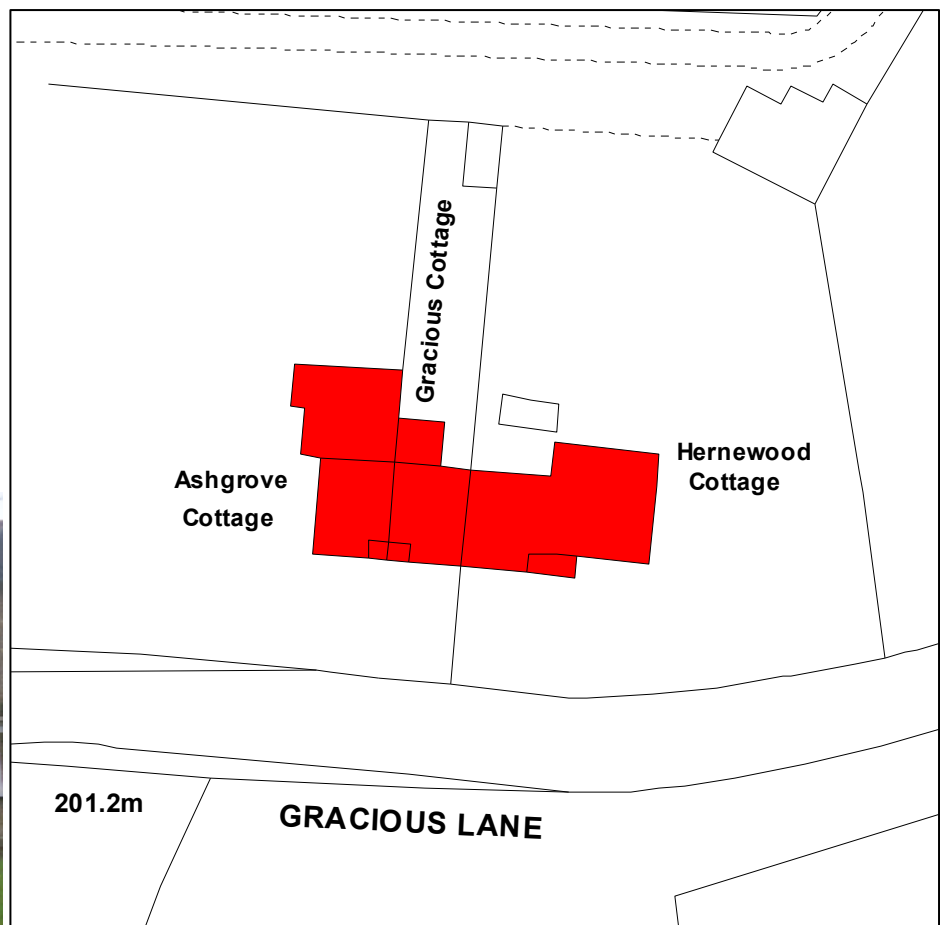 Gracious Cottage
Hernewood
Cottage
Ashgrove
Cottage
201.2m
GRACIOUS LANE